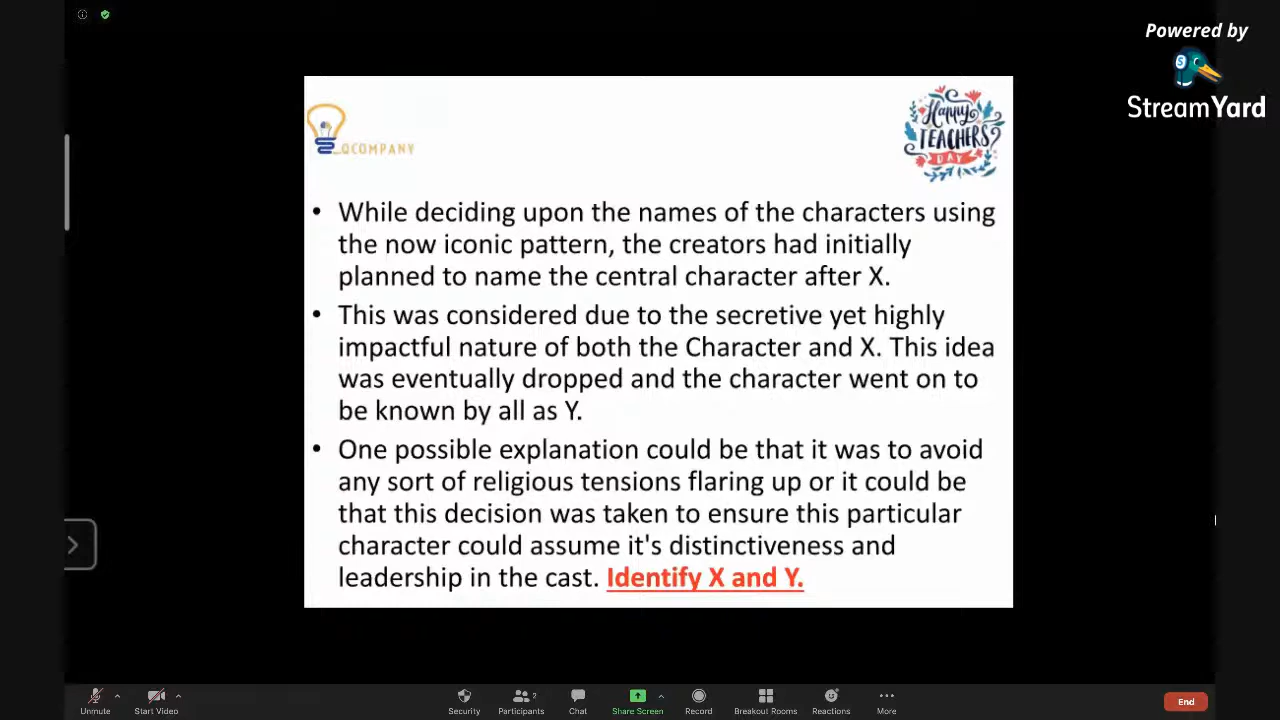 Powered by
StreamYard
_QCOMPANY
Happy
TEACHERS'
DAY
• While deciding upon the names of the characters using
the now iconic pattern, the creators had initially
planned to name the central character after X.
• This was considered due to the secretive yet highly
impactful nature of both the Character and X. This idea
was eventually dropped and the character went on to
be known by all as Y.
• One possible explanation could be that it was to avoid
any sort of religious tensions flaring up or it could be
that this decision was taken to ensure this particular
character could assume it's distinctiveness and
leadership in the cast. Identify X and Y.
Unmute
Start Video
Security
Participants 2
Chat
Share Screen
Record
Breakout Rooms
Reactions
More
End